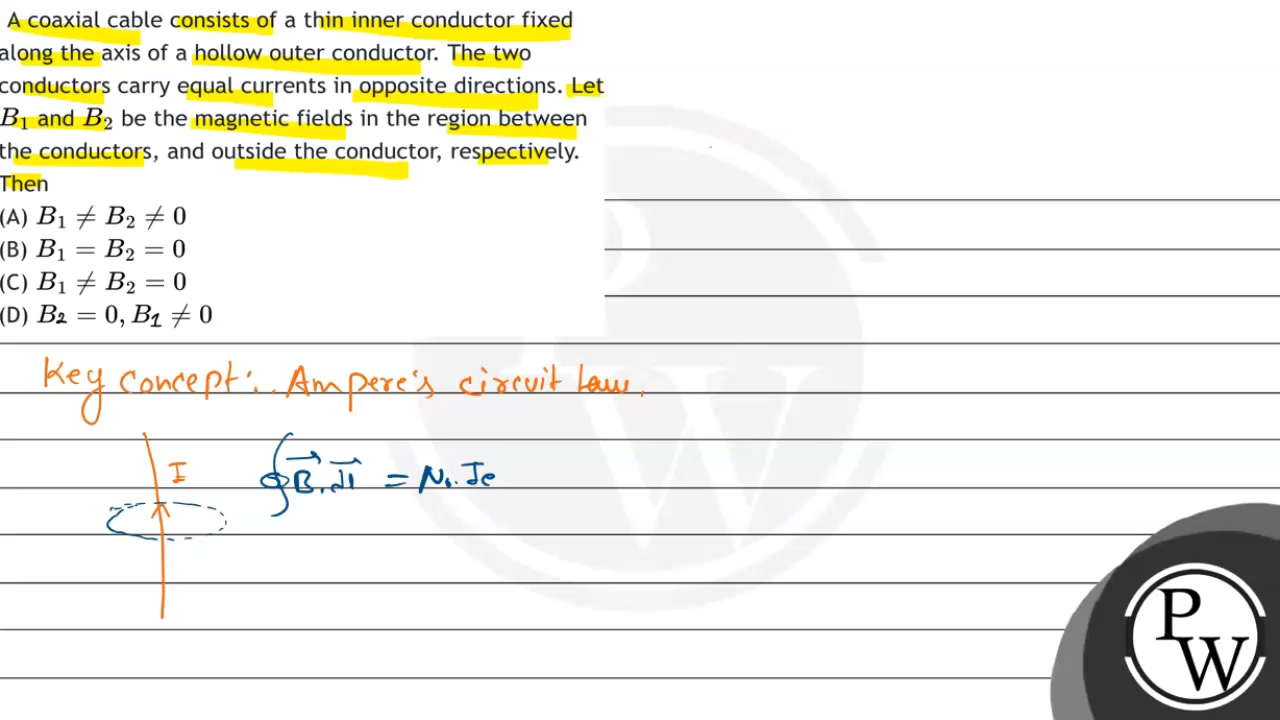 A coaxial cable consists of a thin inner conductor fixed
along the axis of a hollow outer conductor. The two
conductors carry equal currents in opposite directions. Let
B₁ and B₂ be the magnetic fields in the region between
the conductors, and outside the conductor, respectively.
Then
(A) B₁ ≠ B₂ ≠ 0
(B) B₁ = B₂ = 0
(C) B₁ ≠ B₂ = 0
(D) B₂ = 0, B₁ ≠ 0
Key concept:. Ampere's circuit law.
I
∮ B⃗. dl⃗ = μ₀. Ie
P
W